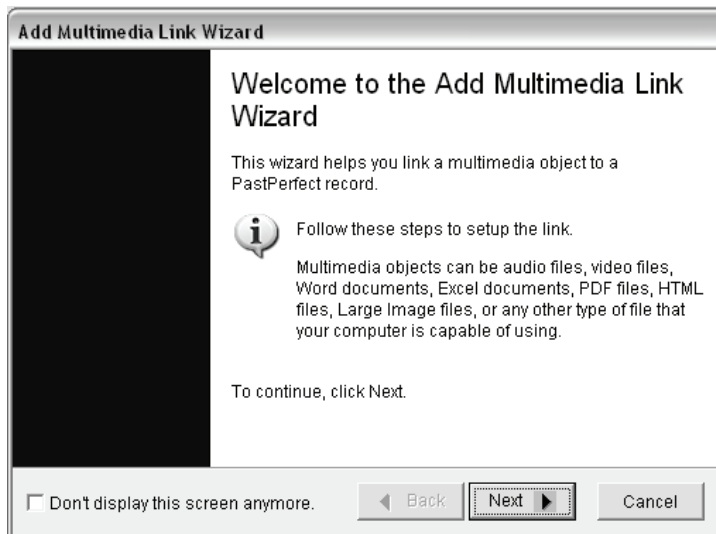 Add Multimedia Link Wizard
Welcome to the Add Multimedia Link
Wizard
This wizard helps you link a multimedia object to a
PastPerfect record.
Follow these steps to setup the link.
Multimedia objects can be audio files, video files,
Word documents, Excel documents, PDF files, HTML
files, Large Image files, or any other type of file that
your computer is capable of using.
To continue, click Next.
Don't display this screen anymore.
Back
Next
Cancel